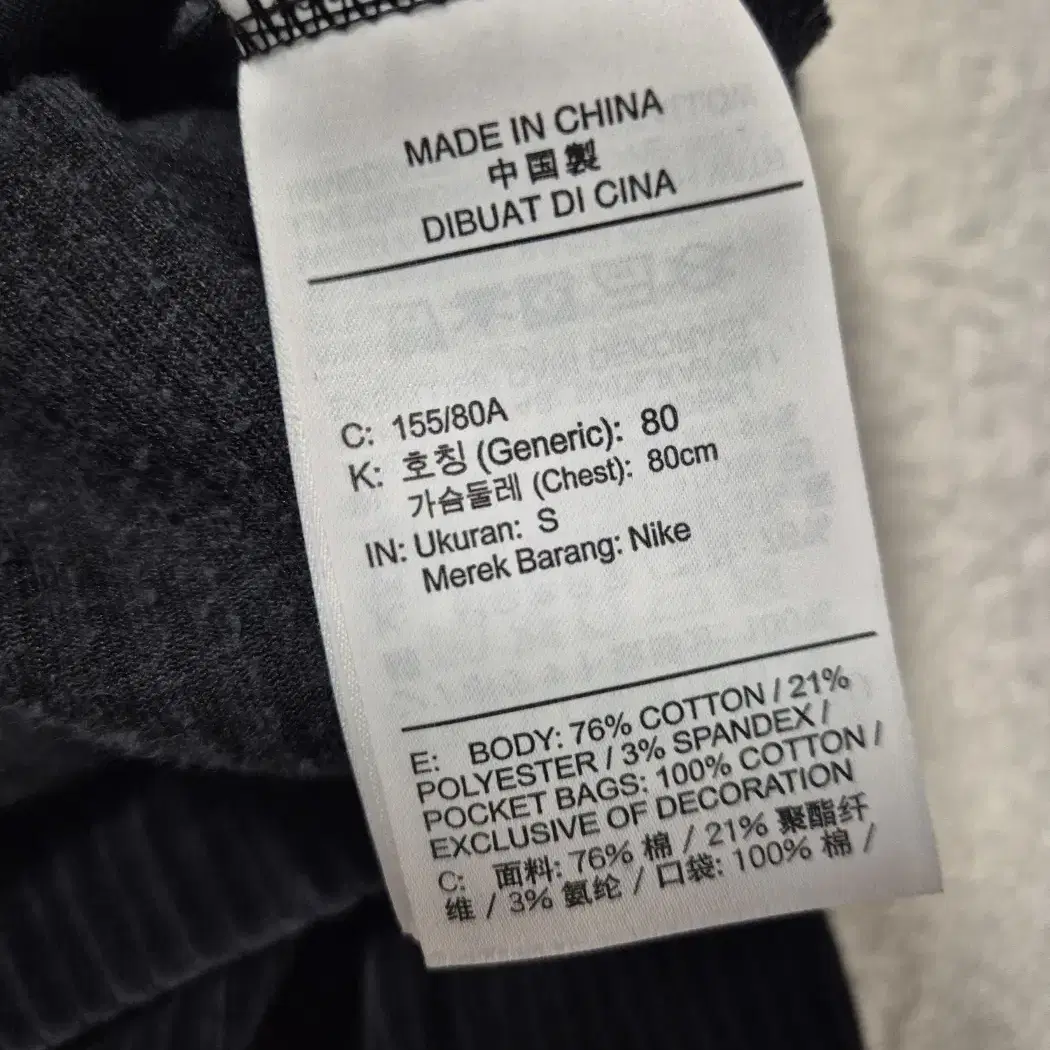 MADE IN CHINA
中国製
DIBUAT DI CINA
C: 155/80A
K: 호칭 (Generic): 80
가슴둘레 (Chest): 80cm
IN: Ukuran: S
Merek Barang: Nike
E: BODY: 76% COTTON / 21%
POLYESTER / 3% SPANDEX /
POCKET BAGS: 100% COTTON /
EXCLUSIVE OF DECORATION
C: 面料: 76% 棉 / 21% 聚酯纤
维 / 3% 氨纶 / 口袋: 100% 棉 /